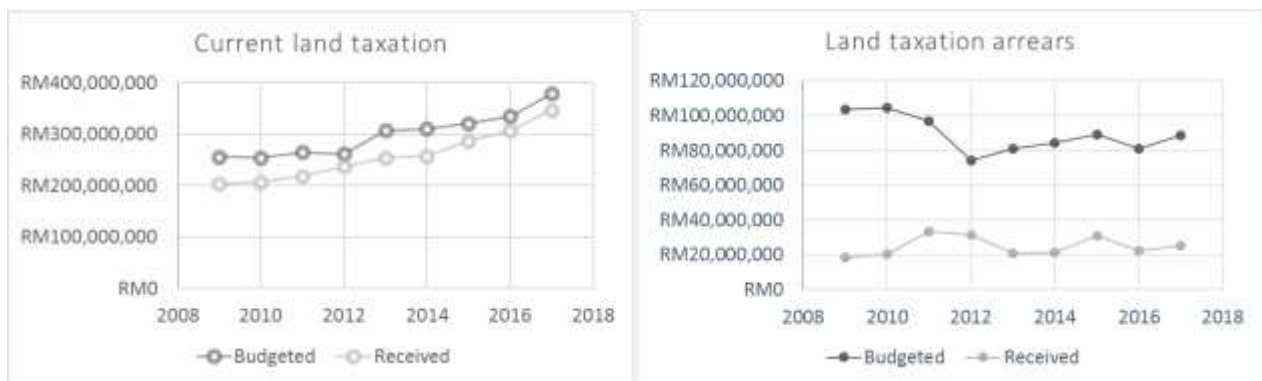 Current land taxation
RM400,000,000
RM300,000,000
RM200,000,000
RM100,000,000
RM0
2008 2010 2012 2014 2016 2018
Budgeted Received
Land taxation arrears
RM120,000,000
RM100,000,000
RM80,000,000
RM60,000,000
RM40,000,000
RM20,000,000
RM0
2008 2010 2012 2014 2016 2018
Budgeted Received